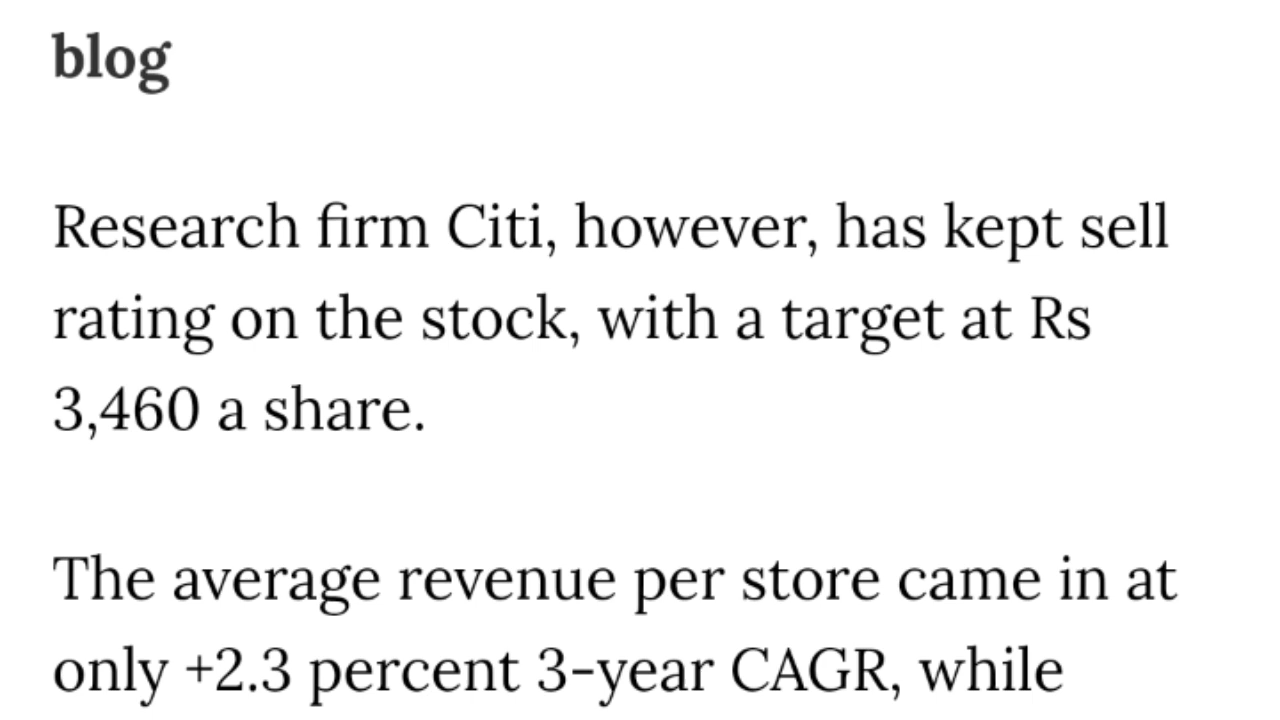 blog
Research firm Citi, however, has kept sell
rating on the stock, with a target at Rs
3,460 a share.
The average revenue per store came in at
only +2.3 percent 3-year CAGR, while